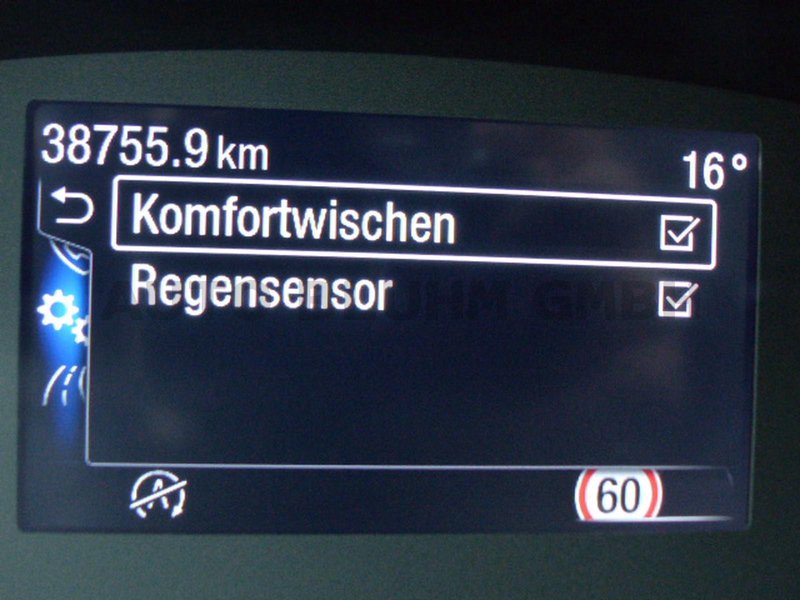 38755.9 km
16°
Komfortwischen
Regensensor
A
60